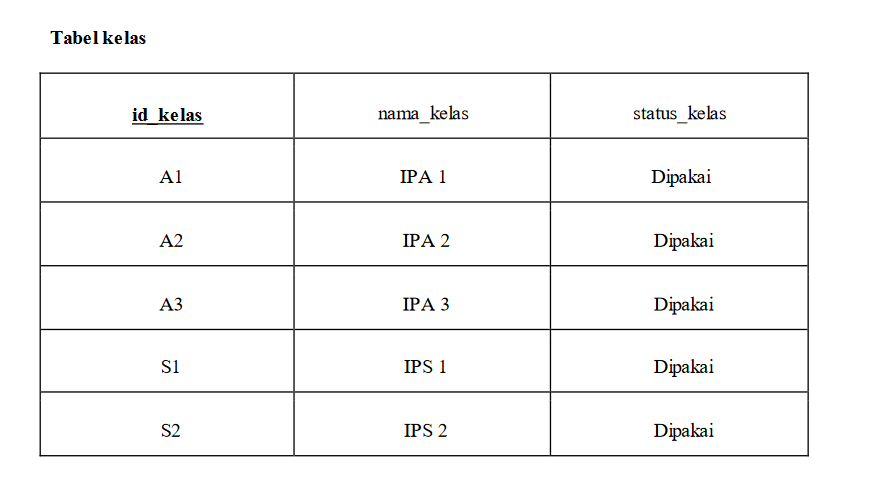 Tabel kelas
id_kelas nama_kelas status_kelas
A1 IPA 1 Dipakai
A2 IPA 2 Dipakai
A3 IPA 3 Dipakai
S1 IPS 1 Dipakai
S2 IPS 2 Dipakai